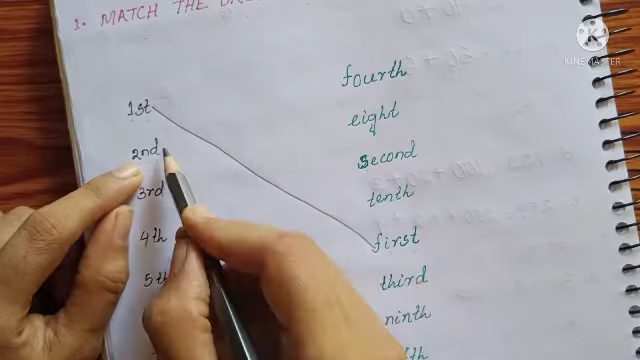 1. MATCH THE
1st
2nd
3rd
4th
5th
fourth
eight
second
tenth
first
third
ninth
KINEMASTER